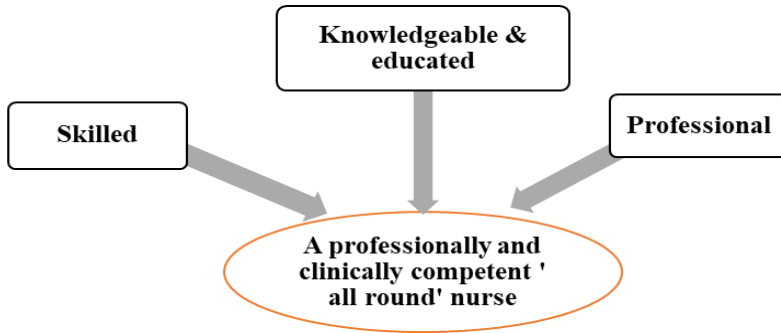 Knowledgeable &
educated
Skilled
Professional
A professionally and
clinically competent '
all round' nurse